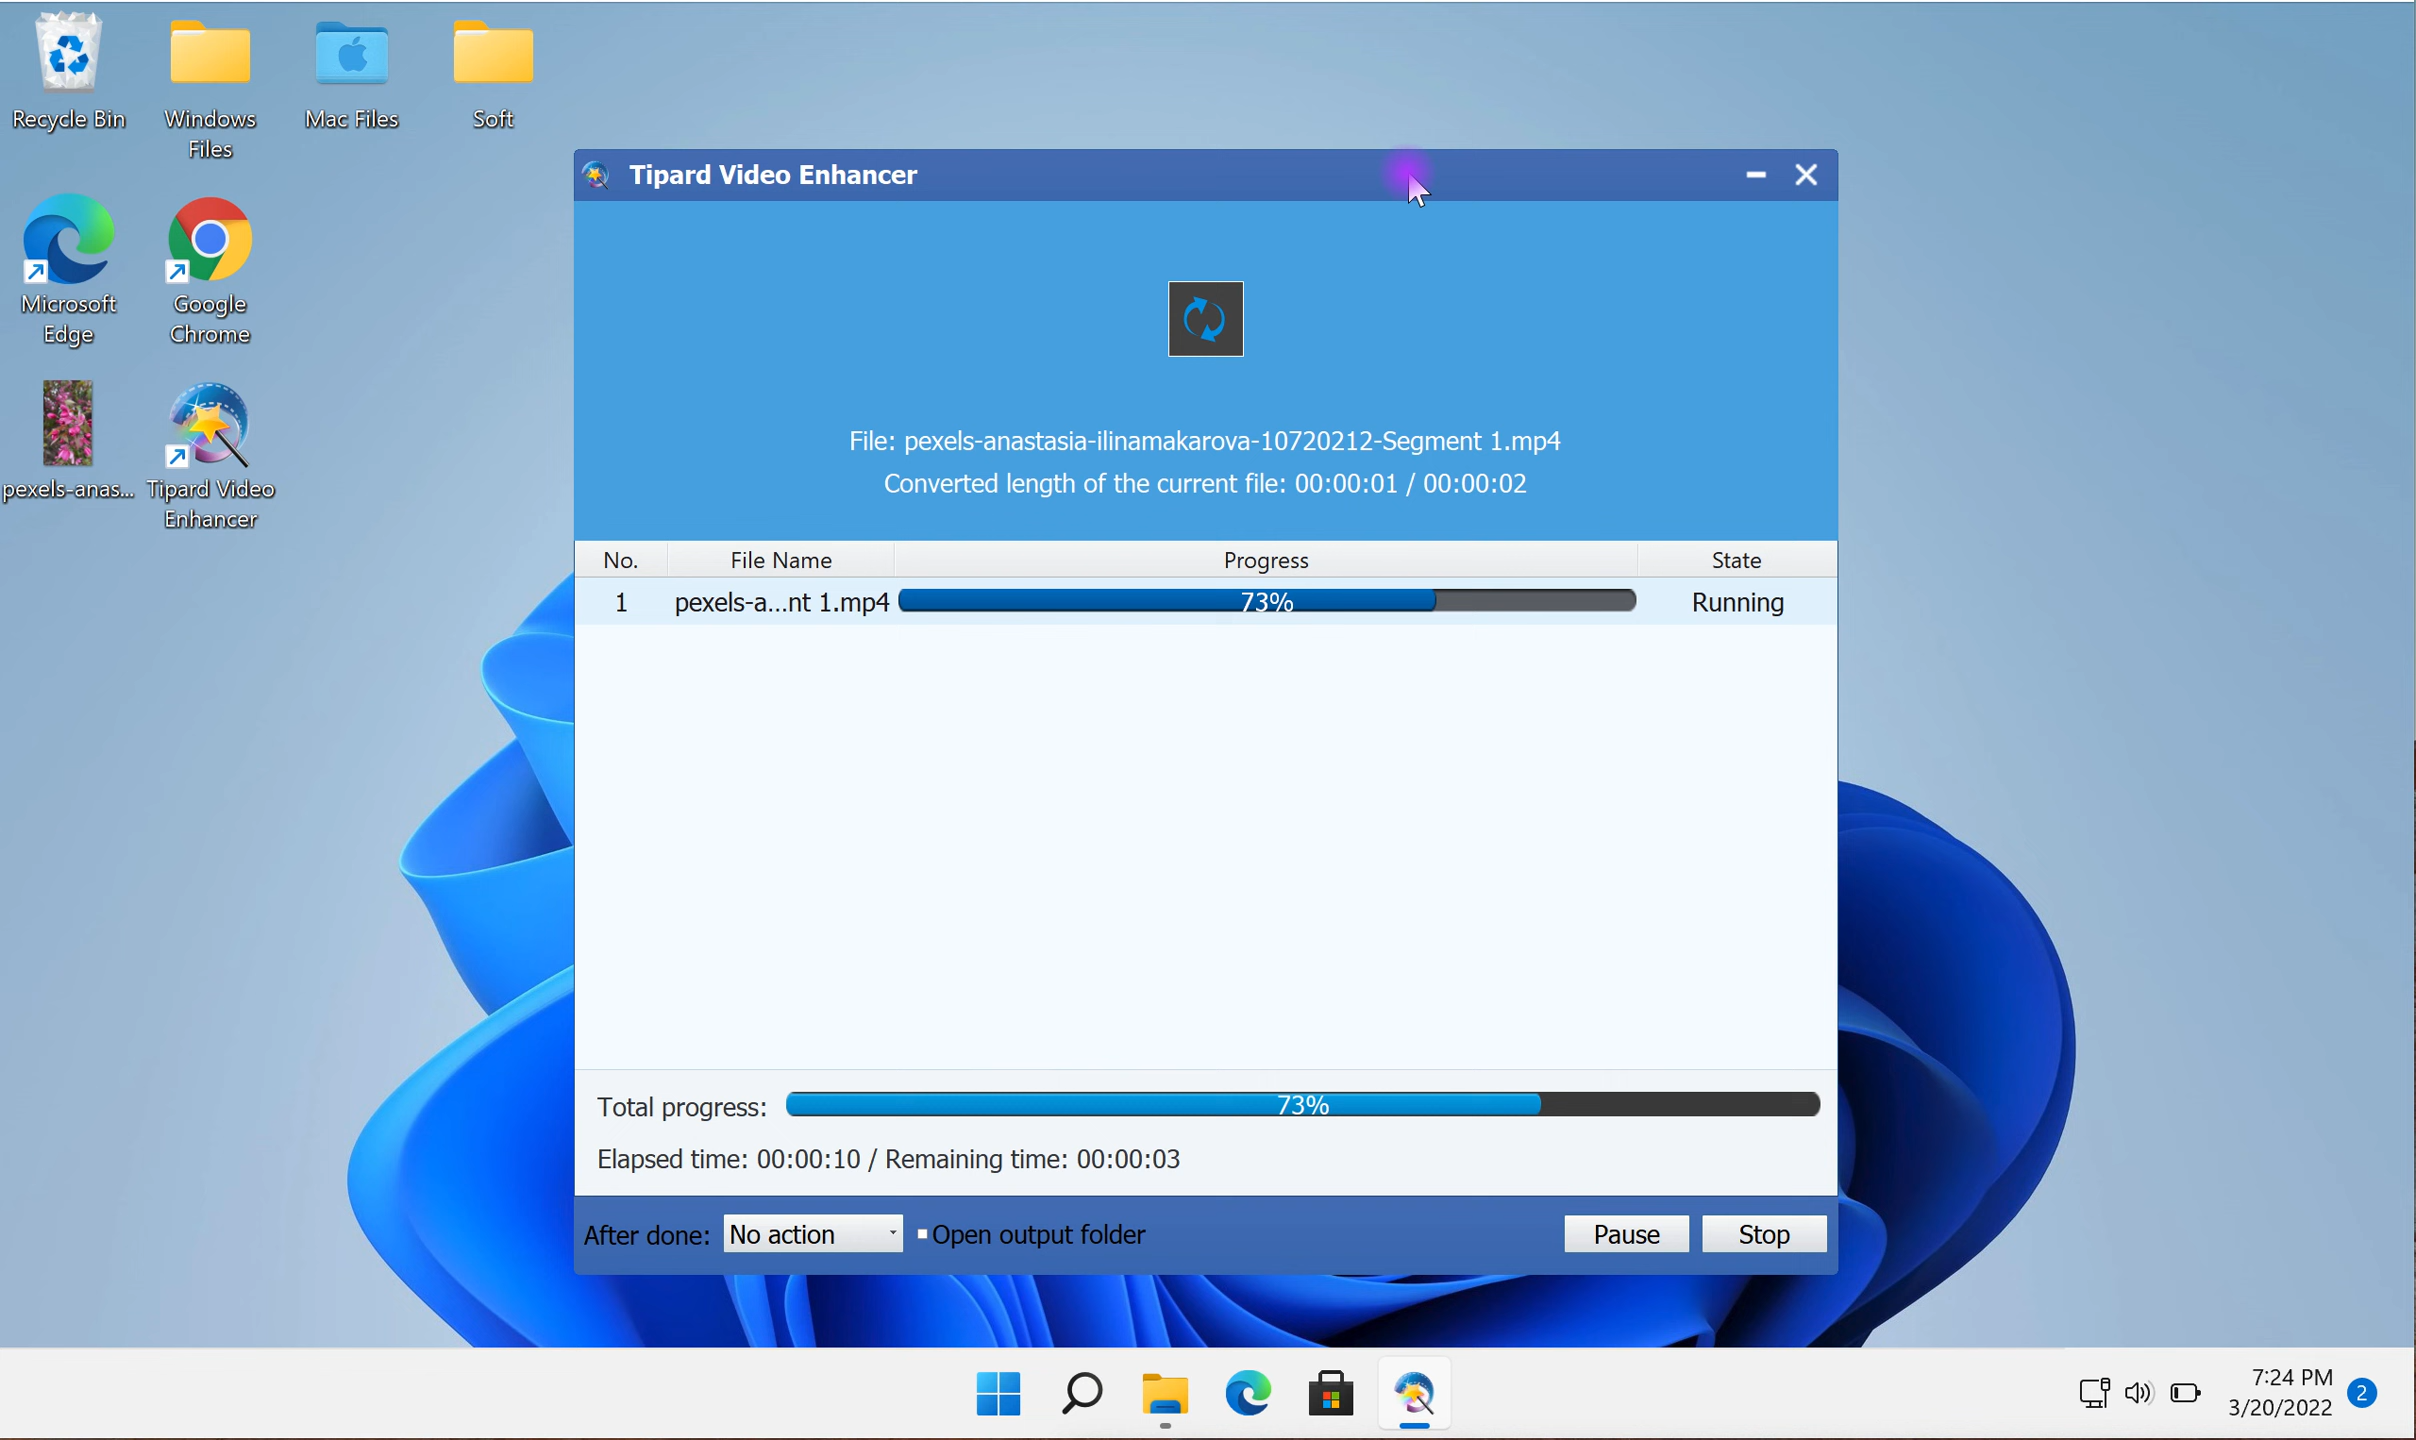 Recycle Bin
Windows
Files
Mac Files
Soft
Microsoft
Edge
Google
Chrome
pexels-anas...
Tipard Video
Enhancer
Tipard Video Enhancer
File: pexels-anastasia-ilinamakarova-10720212-Segment 1.mp4
Converted length of the current file: 00:00:01 / 00:00:02
No. File Name Progress State
1 pexels-a...nt 1.mp4 73% Running
Total progress: 73%
Elapsed time: 00:00:10 / Remaining time: 00:00:03
After done: No action Open output folder Pause Stop
7:24 PM
3/20/2022
2